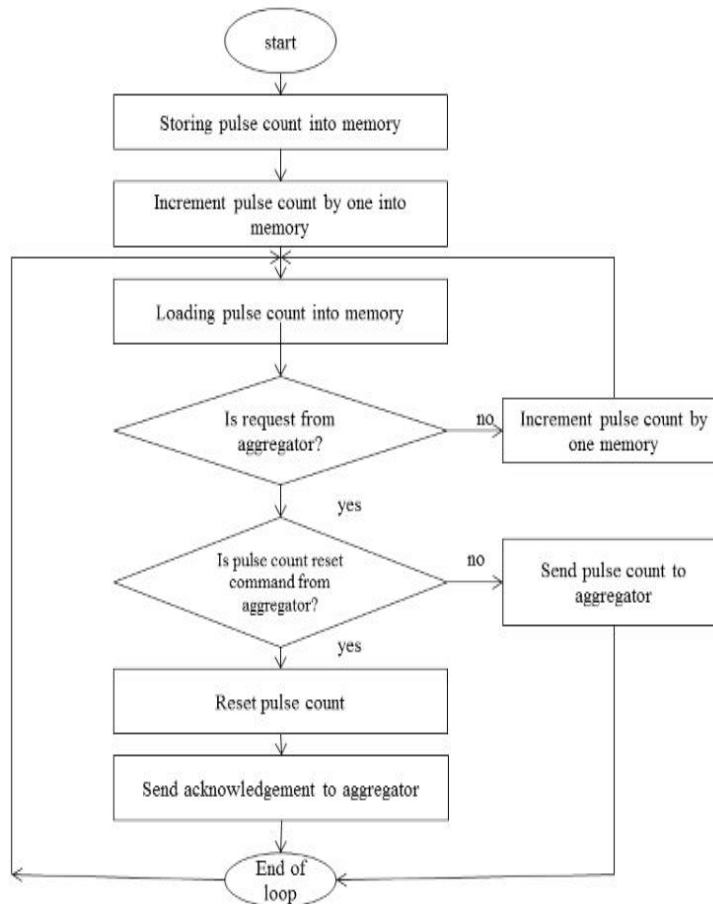 start
Storing pulse count into memory
Increment pulse count by one into
memory
Loading pulse count into memory
Is request from
aggregator?
no
Increment pulse count by
one memory
yes
Is pulse count reset
command from
aggregator?
no
Send pulse count to
aggregator
yes
Reset pulse count
Send acknowledgement to aggregator
End of
loop